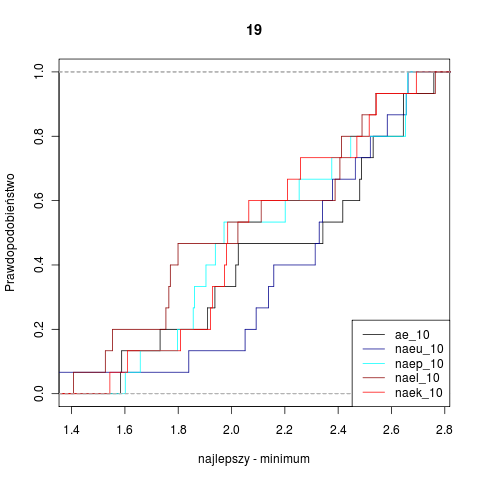 19
Prawdopodobieństwo
1.0
0.8
0.6
0.4
0.2
0.0
ae_10
naeu_10
naep_10
nael_10
naek_10
1.4 1.6 1.8 2.0 2.2 2.4 2.6 2.8
najlepszy - minimum